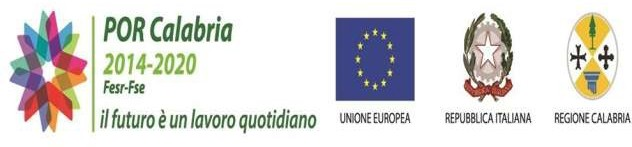 POR Calabria
2014-2020
Fesr-Fse
il futuro è un lavoro quotidiano
UNIONE EUROPEA
REPUBBLICA ITALIANA
REGIONE CALABRIA